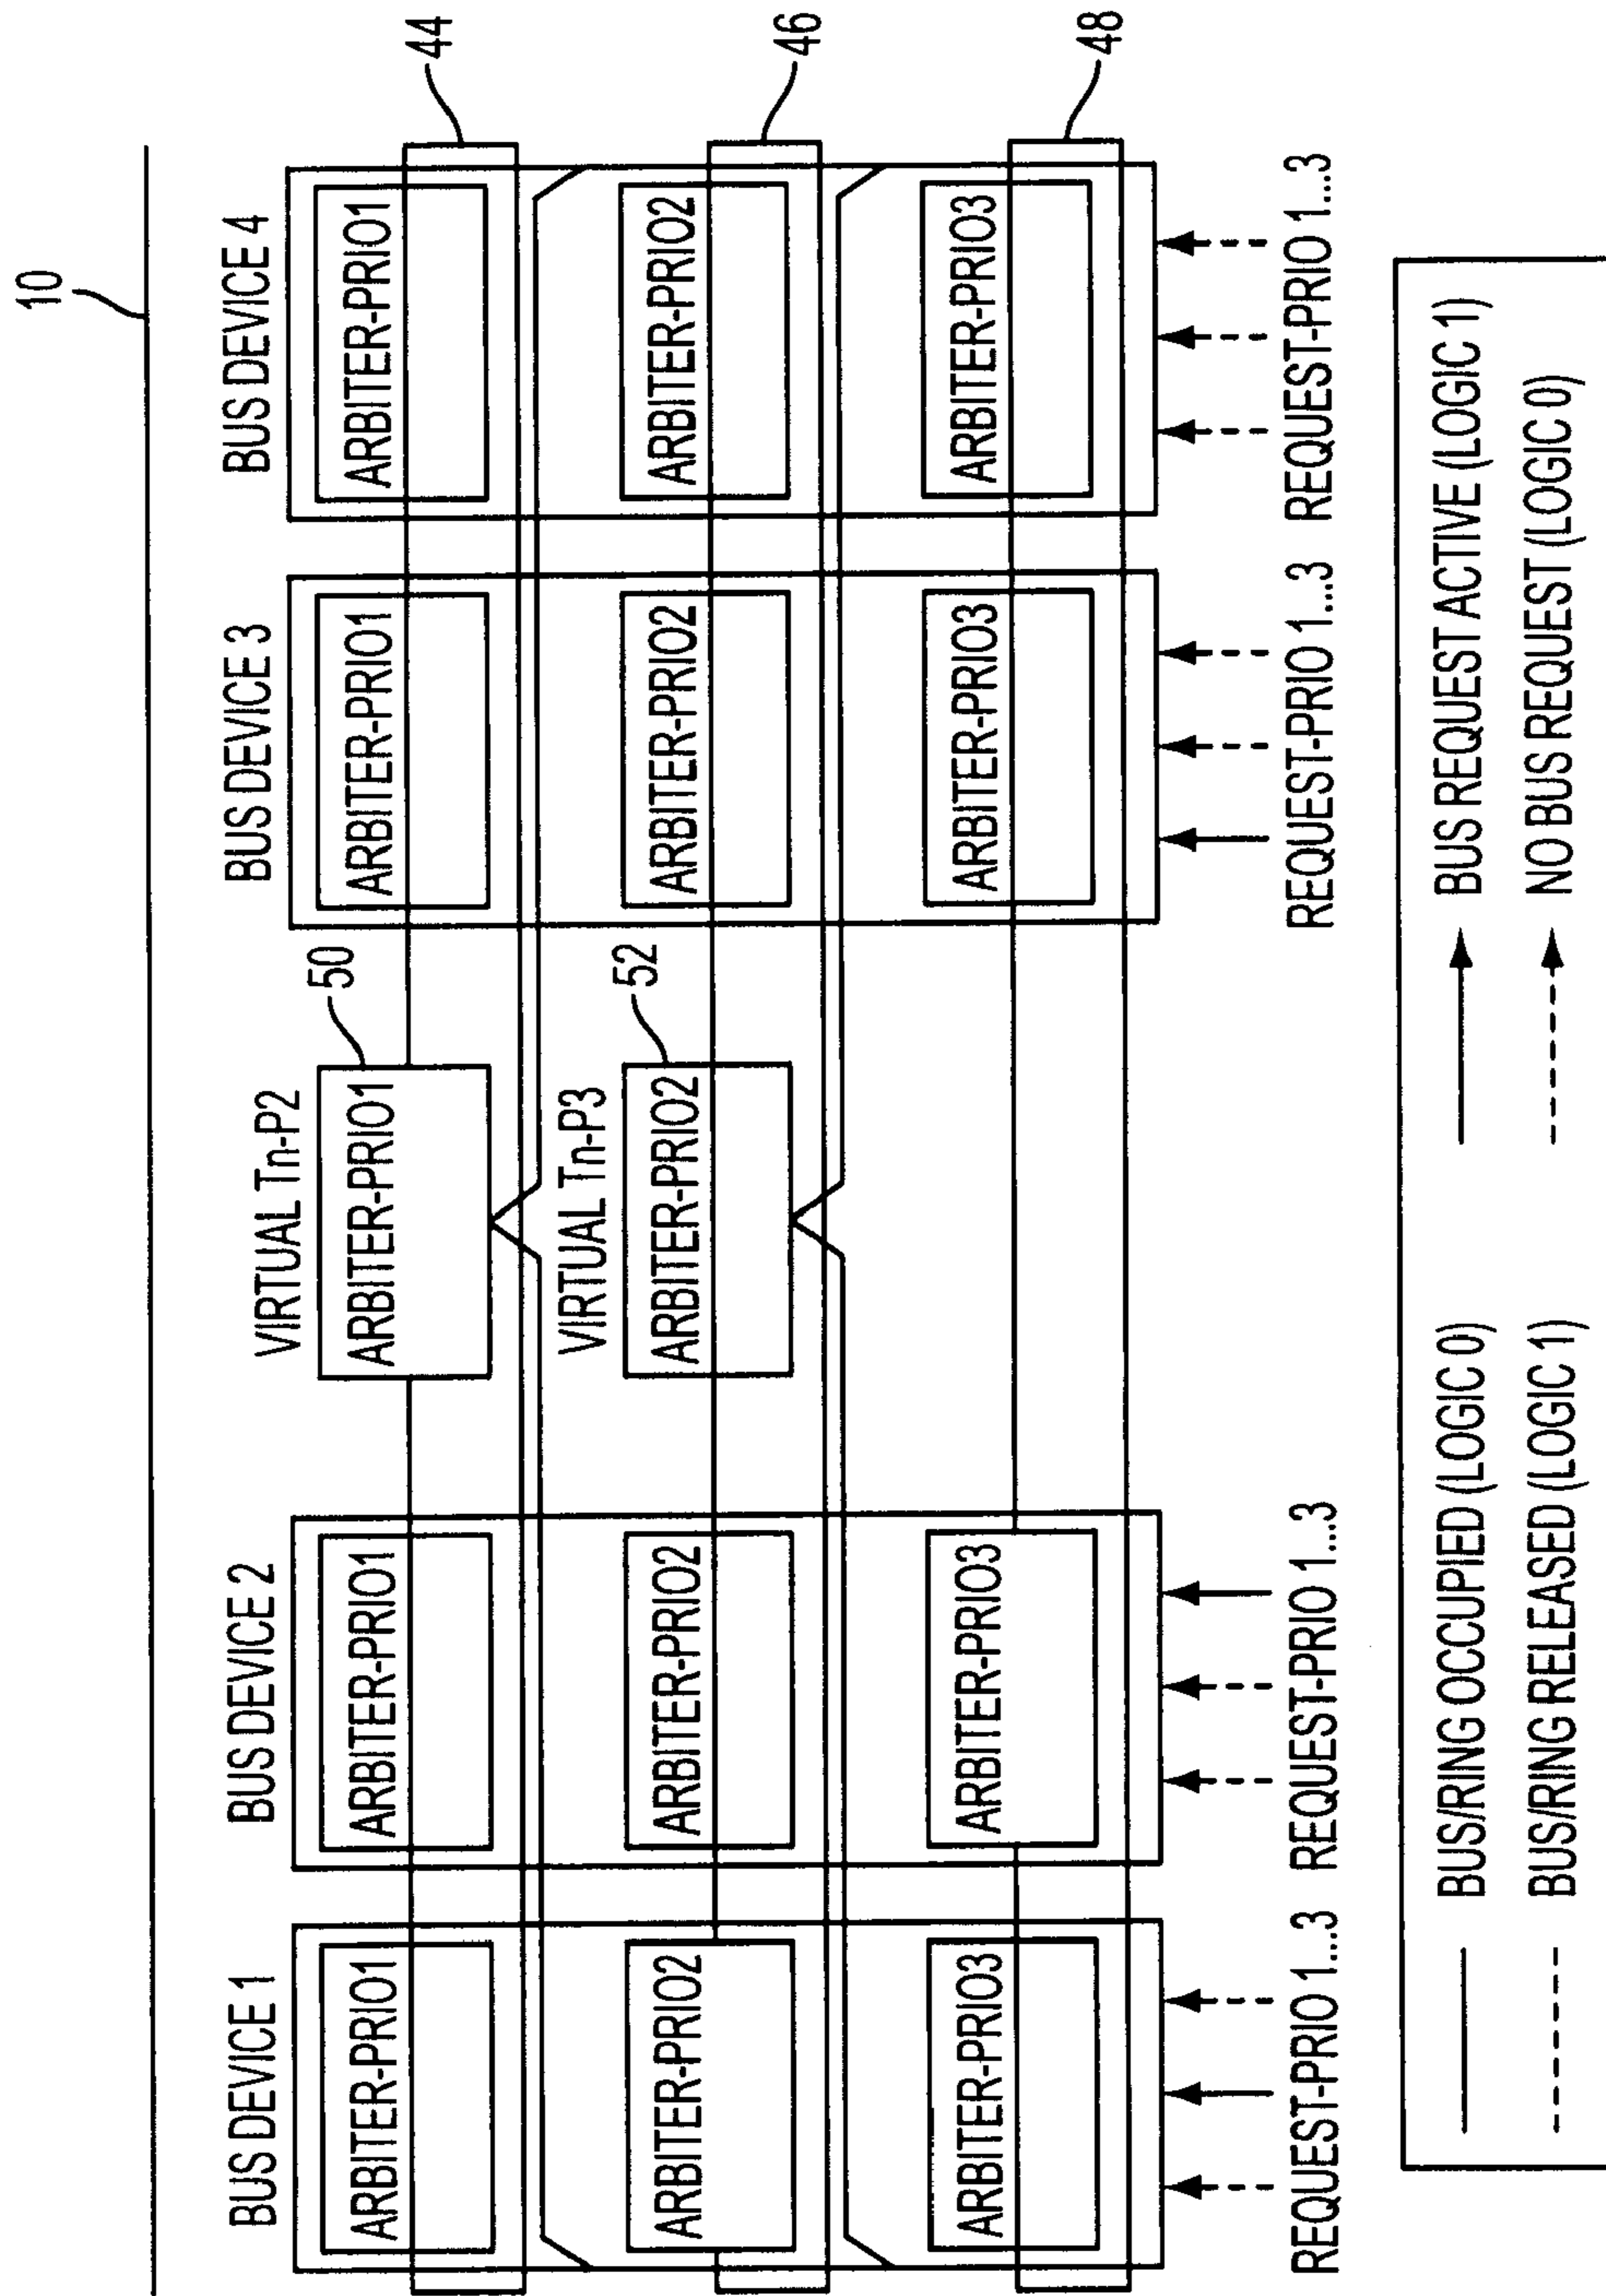 10
BUS DEVICE 1
BUS DEVICE 2
BUS DEVICE 3
BUS DEVICE 4
VIRTUAL Tn-P2
50
44
ARBITER-PRIO1
ARBITER-PRIO1
ARBITER-PRIO1
ARBITER-PRIO1
ARBITER-PRIO1
VIRTUAL Tn-P3
52
46
ARBITER-PRIO2
ARBITER-PRIO2
ARBITER-PRIO2
ARBITER-PRIO2
ARBITER-PRIO2
48
ARBITER-PRIO3
ARBITER-PRIO3
ARBITER-PRIO3
ARBITER-PRIO3
REQUEST-PRIO 1...3
REQUEST-PRIO 1...3
REQUEST-PRIO 1...3
REQUEST-PRIO 1...3
BUS/RING OCCUPIED (LOGIC 0)
BUS REQUEST ACTIVE (LOGIC 1)
BUS/RING RELEASED (LOGIC 1)
NO BUS REQUEST (LOGIC 0)